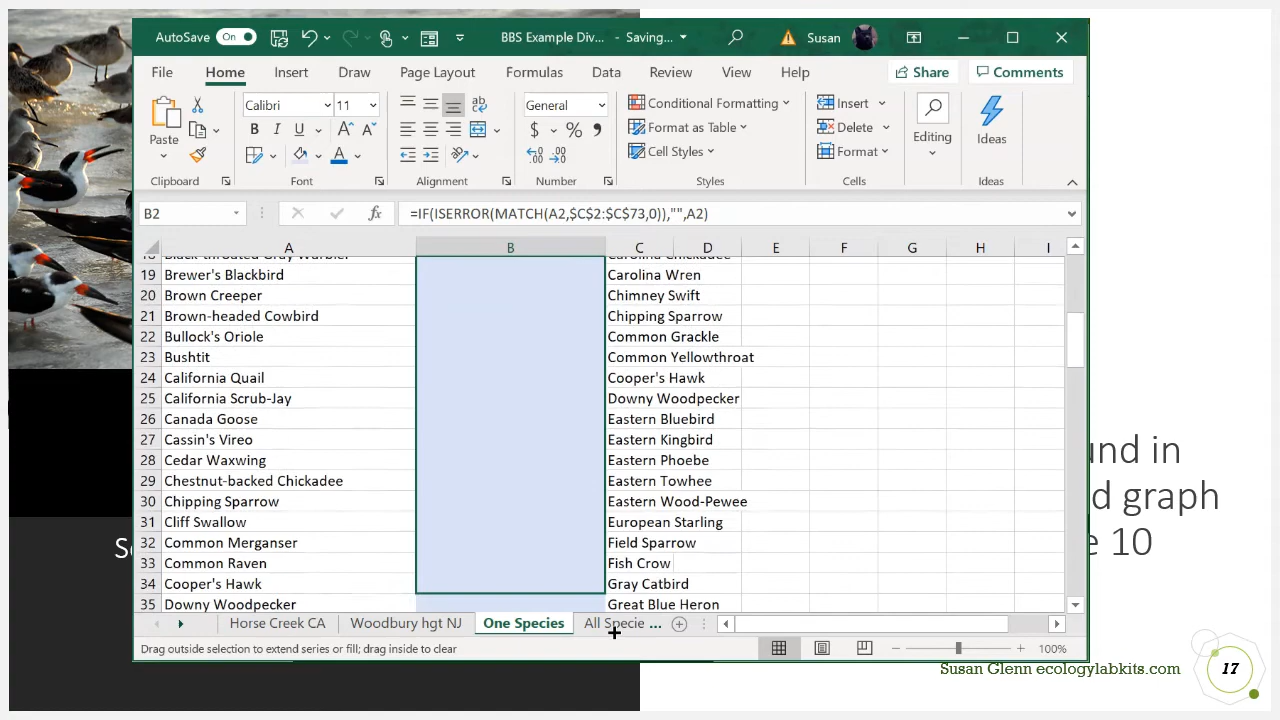 AutoSave On BBS Example Div... - Saving... Susan
File Home Insert Draw Page Layout Formulas Data Review View Help Share Comments
Paste Calibri 11 General Conditional Formatting Insert Editing Ideas
B I U $ % Format as Table Delete
Cell Styles Format
Clipboard Font Alignment Number Styles Cells Ideas
B2 fx =IF(ISERROR(MATCH(A2,$C$2:$C$73,0)),"",A2)
A B C D E F G H I
19 Brewer's Blackbird Carolina Wren
20 Brown Creeper Chimney Swift
21 Brown-headed Cowbird Chipping Sparrow
22 Bullock's Oriole Common Grackle
23 Bushtit Common Yellowthroat
24 California Quail Cooper's Hawk
25 California Scrub-Jay Downy Woodpecker
26 Canada Goose Eastern Bluebird
27 Cassin's Vireo Eastern Kingbird
28 Cedar Waxwing Eastern Phoebe
29 Chestnut-backed Chickadee Eastern Towhee
30 Chipping Sparrow Eastern Wood-Pewee
31 Cliff Swallow European Starling
32 Common Merganser Field Sparrow
33 Common Raven Fish Crow
34 Cooper's Hawk Gray Catbird
35 Downy Woodpecker Great Blue Heron
Horse Creek CA Woodbury hgt NJ One Species All Specie ...
Drag outside selection to extend series or fill; drag inside to clear 100%
und in
d graph
e 10
Susan Glenn ecologylabkits.com 17